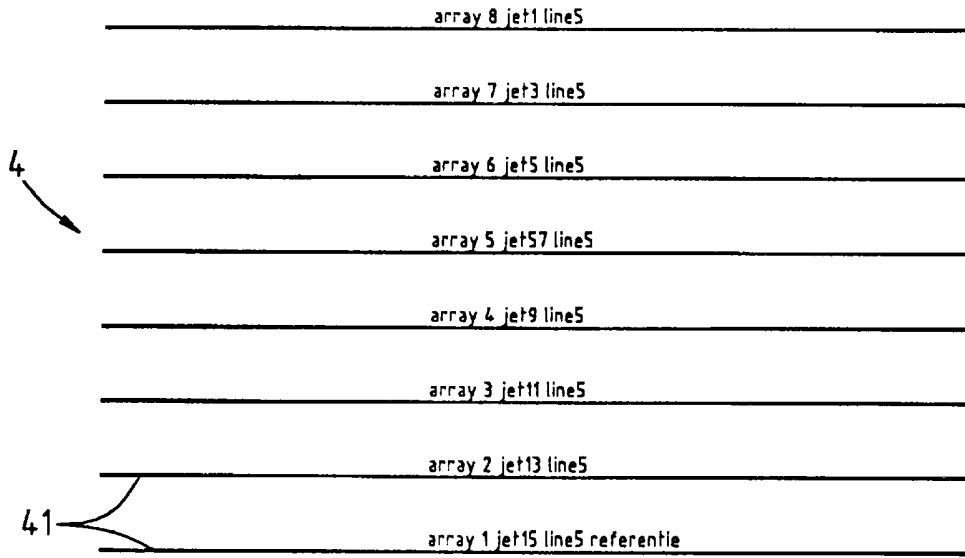 array 8 jet1 line5
array 7 jet3 line5
array 6 jet5 line5
4
array 5 jet57 line5
array 4 jet9 line5
array 3 jet11 line5
array 2 jet13 line5
41
array 1 jet15 line5 referentie